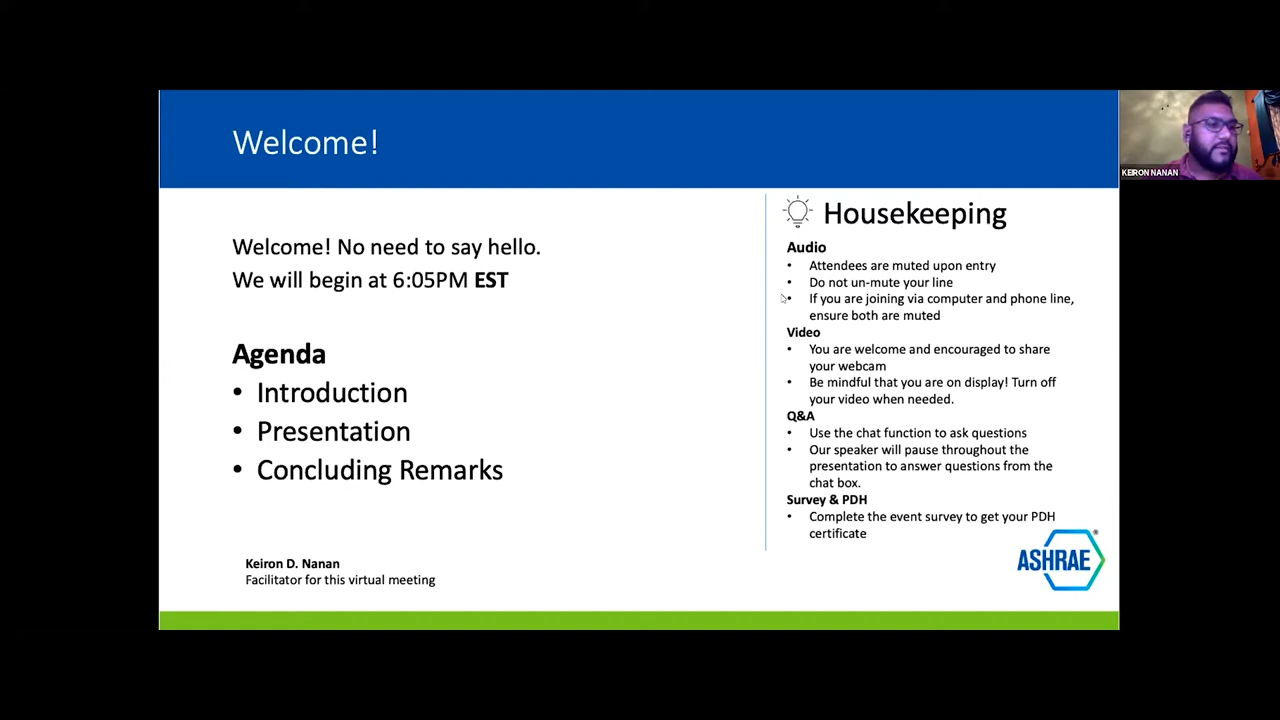 Welcome!
Welcome! No need to say hello.
We will begin at 6:05PM EST
Agenda
• Introduction
• Presentation
• Concluding Remarks
Keiron D. Nanan
Facilitator for this virtual meeting
Housekeeping
Audio
• Attendees are muted upon entry
• Do not un-mute your line
• If you are joining via computer and phone line,
ensure both are muted
Video
• You are welcome and encouraged to share
your webcam
• Be mindful that you are on display! Turn off
your video when needed.
Q&A
• Use the chat function to ask questions
• Our speaker will pause throughout the
presentation to answer questions from the
chat box.
Survey & PDH
• Complete the event survey to get your PDH
certificate
ASHRAE®
KEIRON NANAN